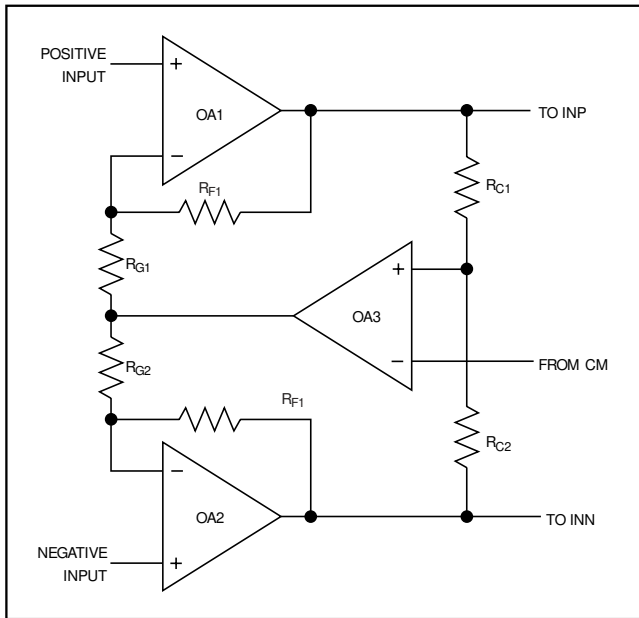 POSITIVE
INPUT
+
OA1
−
TO INP
RF1
RC1
RG1
+
OA3
−
RG2
FROM CM
RF1
RC2
−
OA2
TO INN
NEGATIVE
INPUT
+